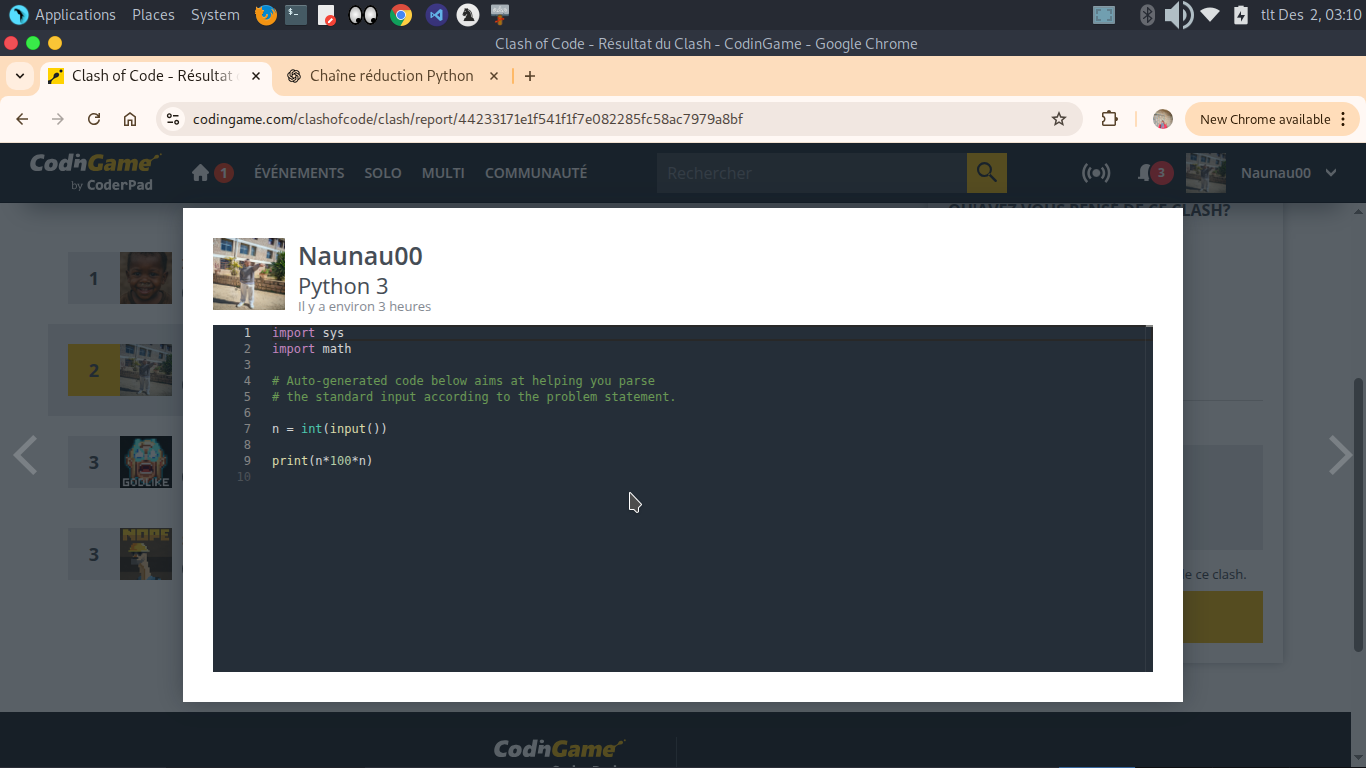 Applications Places System tlt Des 2, 03:10
Clash of Code - Résultat du Clash - CodinGame - Google Chrome
Clash of Code - Résultat Chaîne réduction Python
codingame.com/clashofcode/clash/report/44233171e1f541f1f7e082285fc58ac7979a8bf New Chrome available
CodinGame
by CoderPad
1 ÉVÉNEMENTS SOLO MULTI COMMUNAUTÉ Rechercher 3 Naunau00
CLASH?
1
2
3
GODLIKE
NOPE
3
Naunau00
Python 3
Il y a environ 3 heures
1 import sys
2 import math
3
4 # Auto-generated code below aims at helping you parse
5 # the standard input according to the problem statement.
6
7 n = int(input())
8
9 print(n*100*n)
10
e ce clash.
CodinGame